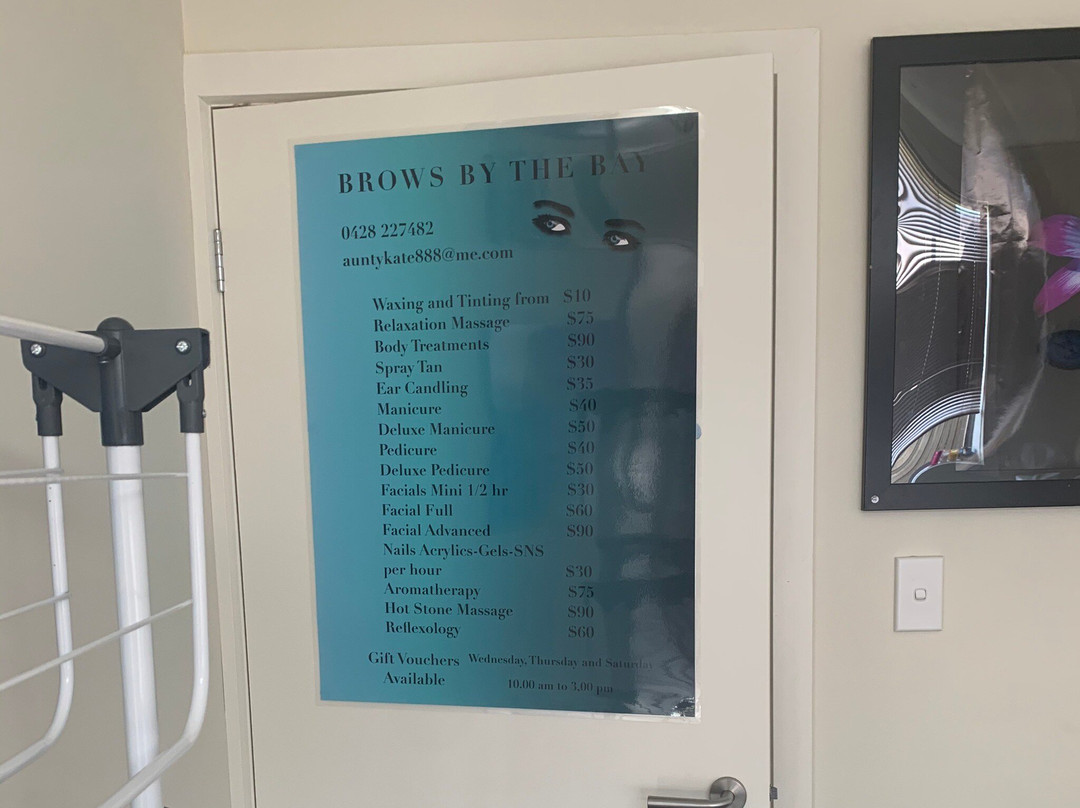 BROWS BY THE BAY
0428 227482
auntykate888@me.com
Waxing and Tinting from $10
Relaxation Massage $75
Body Treatments $90
Spray Tan $30
Ear Candling $35
Manicure $40
Deluxe Manicure $50
Pedicure $40
Deluxe Pedicure $50
Facials Mini 1/2 hr $30
Facial Full $60
Facial Advanced $90
Nails Acrylics-Gels-SNS
per hour $30
Aromatherapy $75
Hot Stone Massage $90
Reflexology $60
Gift Vouchers Wednesday, Thursday and Saturday
Available 10.00 am to 3,00 pm